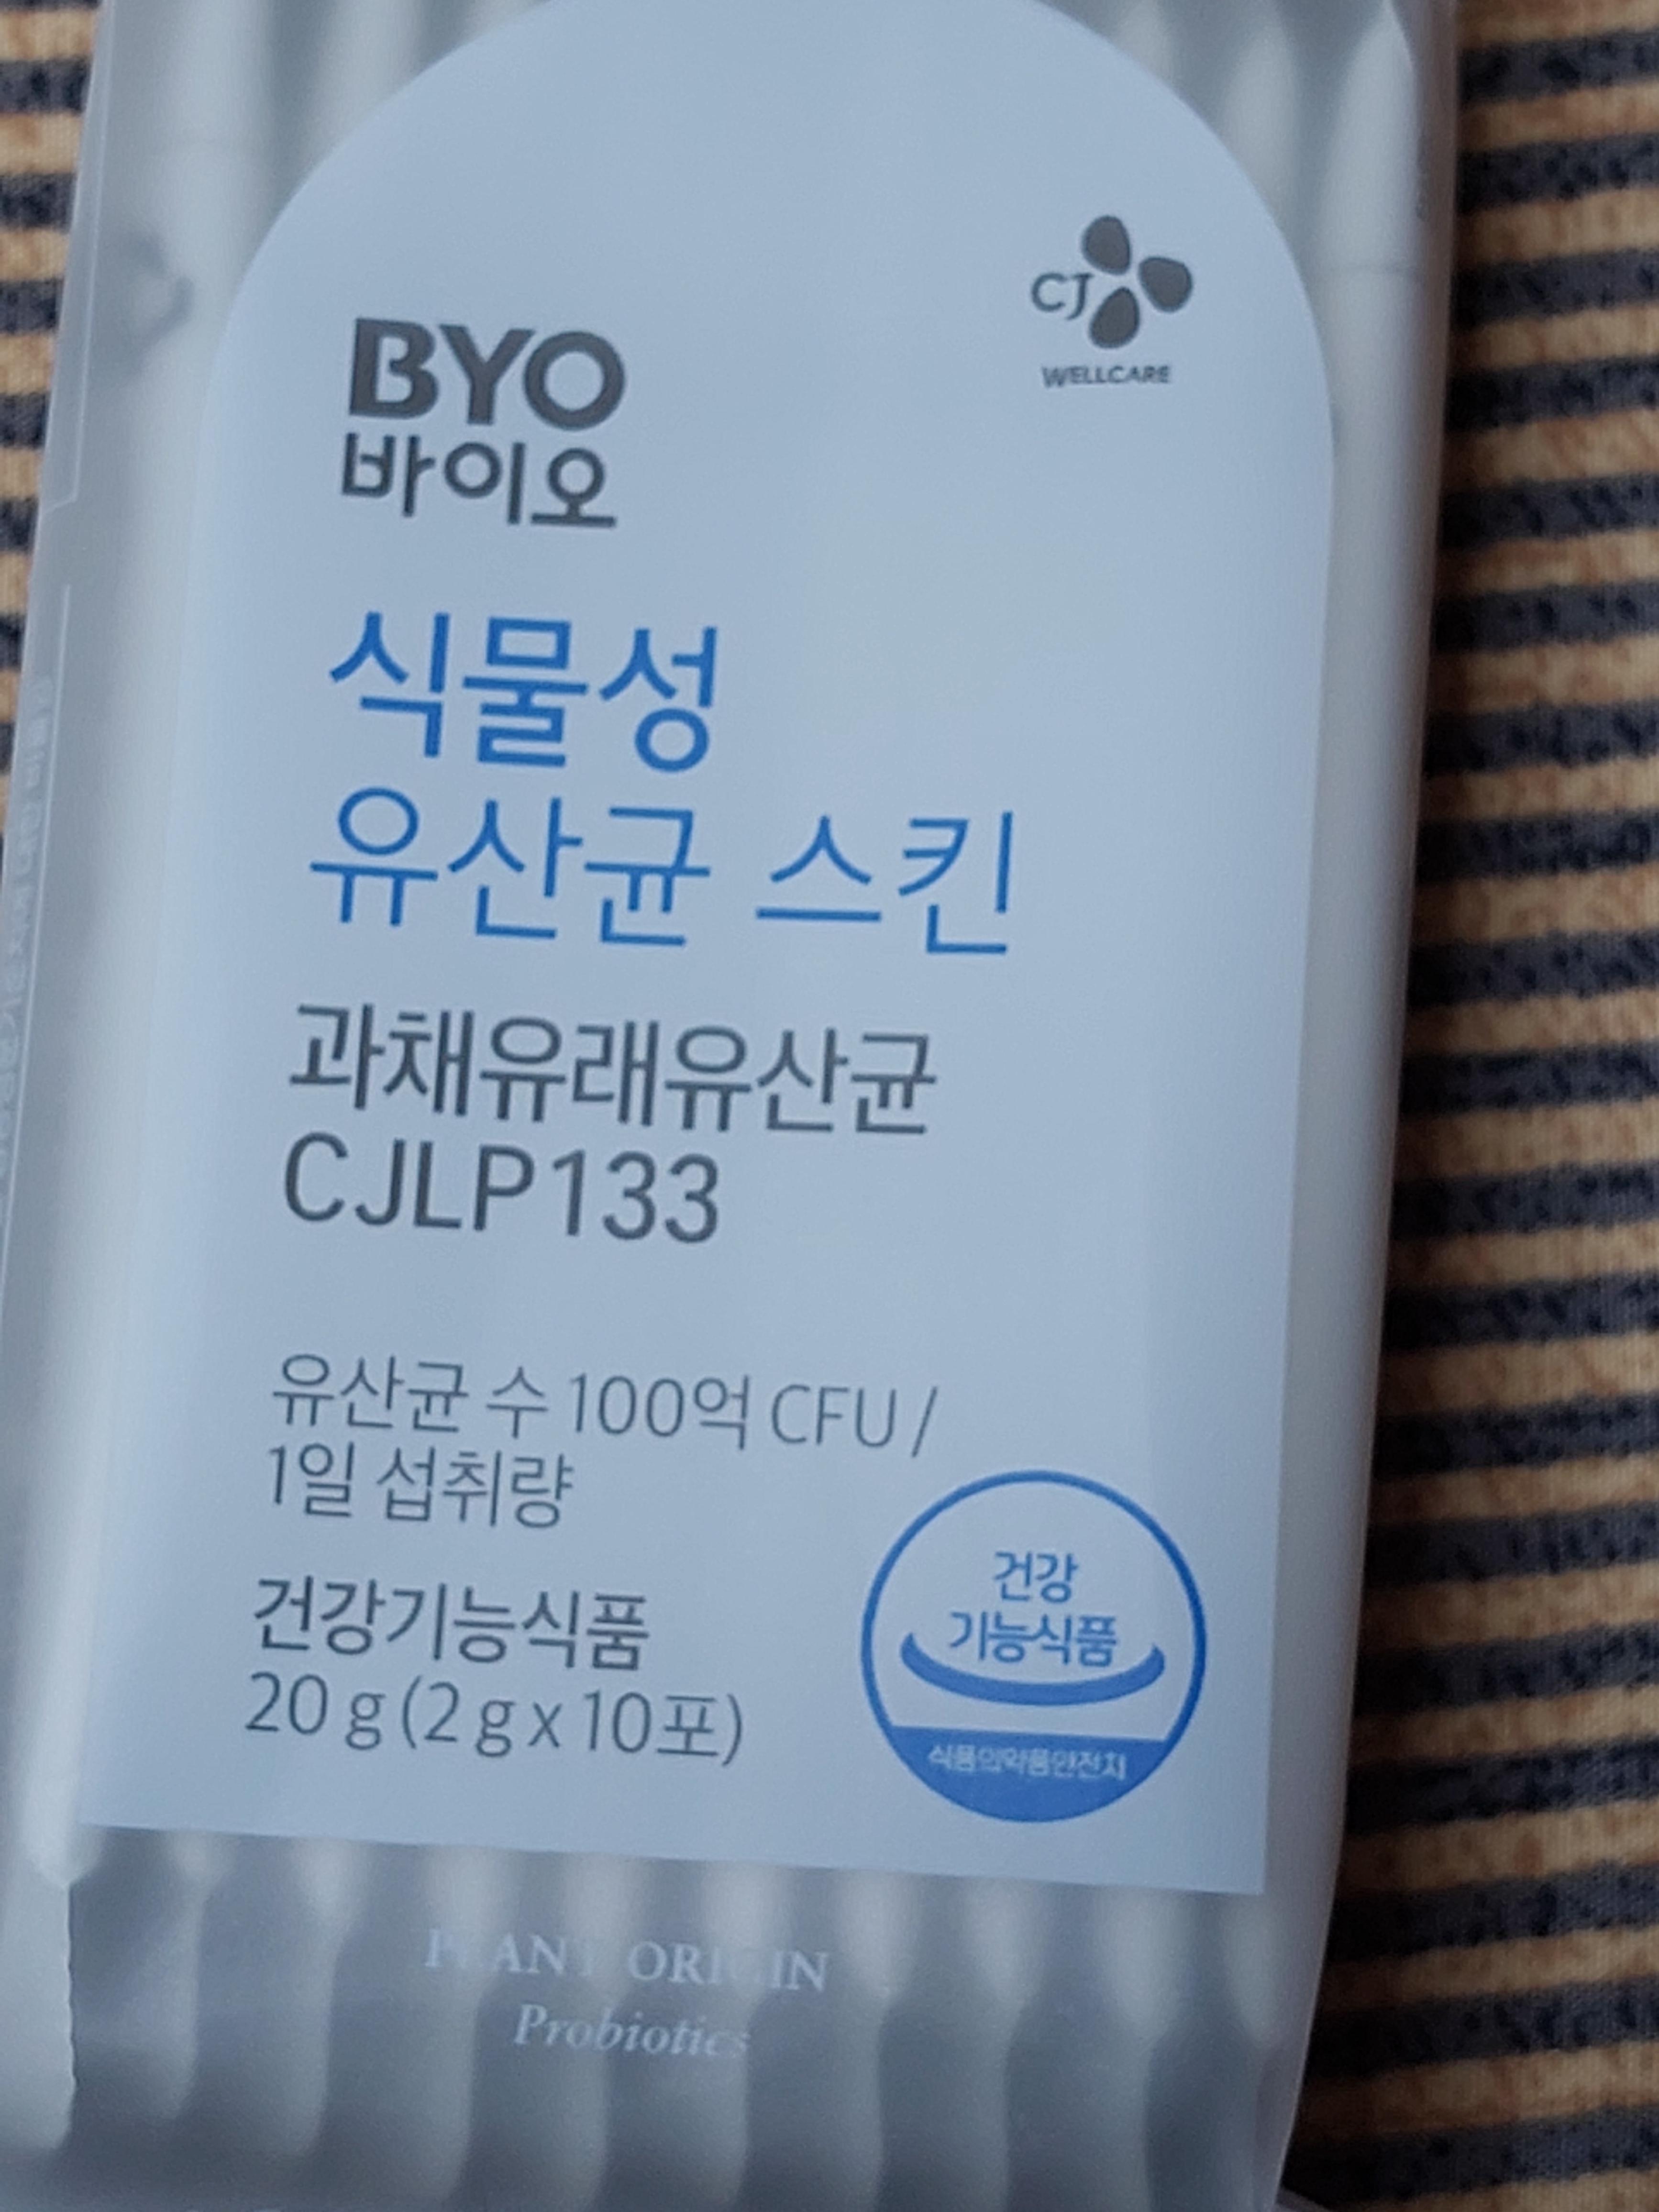 CJ
WELLCARE
BYO
바이오
식물성
유산균 스킨
과채유래유산균
CJLP133
유산균 수 100억 CFU /
1일 섭취량
건강기능식품
20 g (2 g x 10포)
건강
기능식품
식품의약품안전처
PLANT ORIGIN
Probiotics